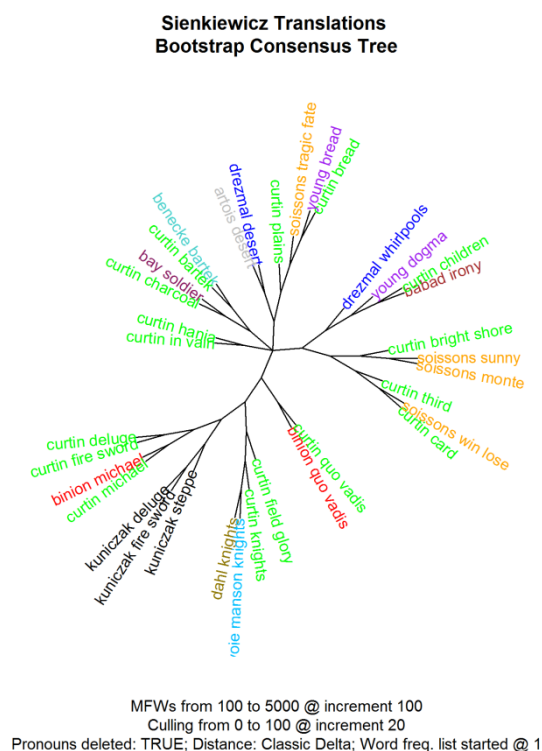 Sienkiewicz Translations
Bootstrap Consensus Tree
soissons tragic fate
young bread
curtin bread
curtin plains
drezmal desert
artois desert
benecke bartek
curtin bartek
bay soldier
curtin charcoal
curtin hania
curtin in vain
drezmal whirlpools
young dogma
curtin children
babad irony
curtin bright shore
soissons sunny
soissons monte
curtin third
soissons win lose
curtin card
curtin quo vadis
binion quo vadis
curtin field glory
curtin knights
voie manson knights
dahl knights
kuniczak steppe
kuniczak fire sword
kuniczak deluge
curtin michael
binion michael
curtin fire sword
curtin deluge
MFWs from 100 to 5000 @ increment 100
Culling from 0 to 100 @ increment 20
Pronouns deleted: TRUE; Distance: Classic Delta; Word freq. list started @ 1